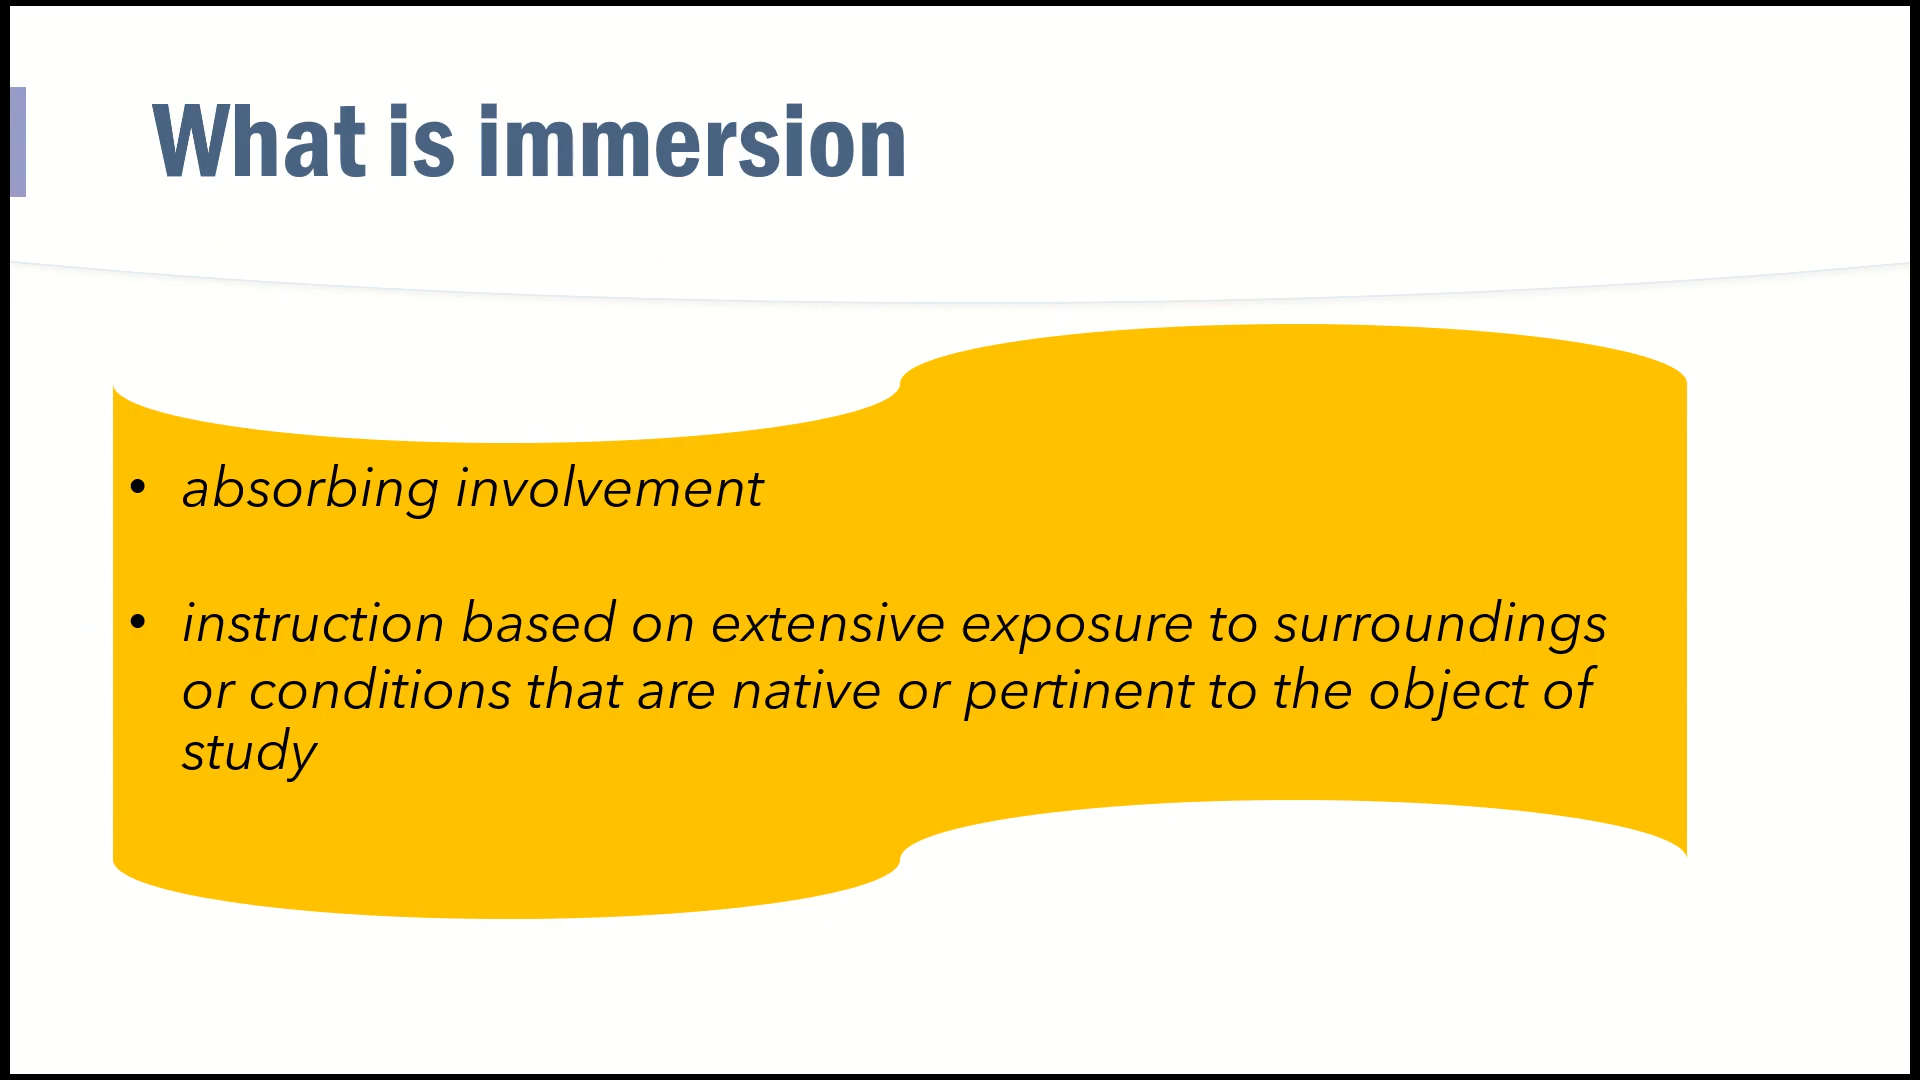 What is immersion
• absorbing involvement
• instruction based on extensive exposure to surroundings
or conditions that are native or pertinent to the object of
study